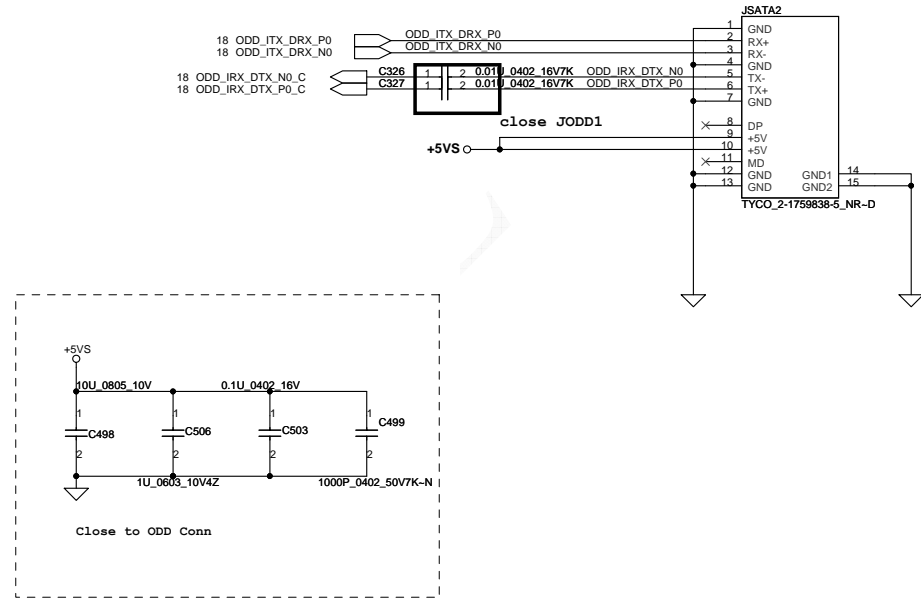 JSATA2
1 GND
18 ODD_ITX_DRX_P0 ODD_ITX_DRX_P0 2 RX+
18 ODD_ITX_DRX_N0 ODD_ITX_DRX_N0 3 RX-
4 GND
18 ODD_IRX_DTX_N0_C C326 1 2 0.01U_0402_16V7K ODD_IRX_DTX_N0 5 TX-
18 ODD_IRX_DTX_P0_C C327 1 2 0.01U_0402_16V7K ODD_IRX_DTX_P0 6 TX+
7 GND
close JODD1
8 DP
9 +5V
+5VS 10 +5V
11 MD
12 GND GND1 14
13 GND GND2 15
TYCO_2-1759838-5_NR~D
+5VS
10U_0805_10V 0.1U_0402_16V
1 1 1 1
C498 C506 C503 C499
2 2 2 2
1U_0603_10V4Z 1000P_0402_50V7K~N
Close to ODD Conn